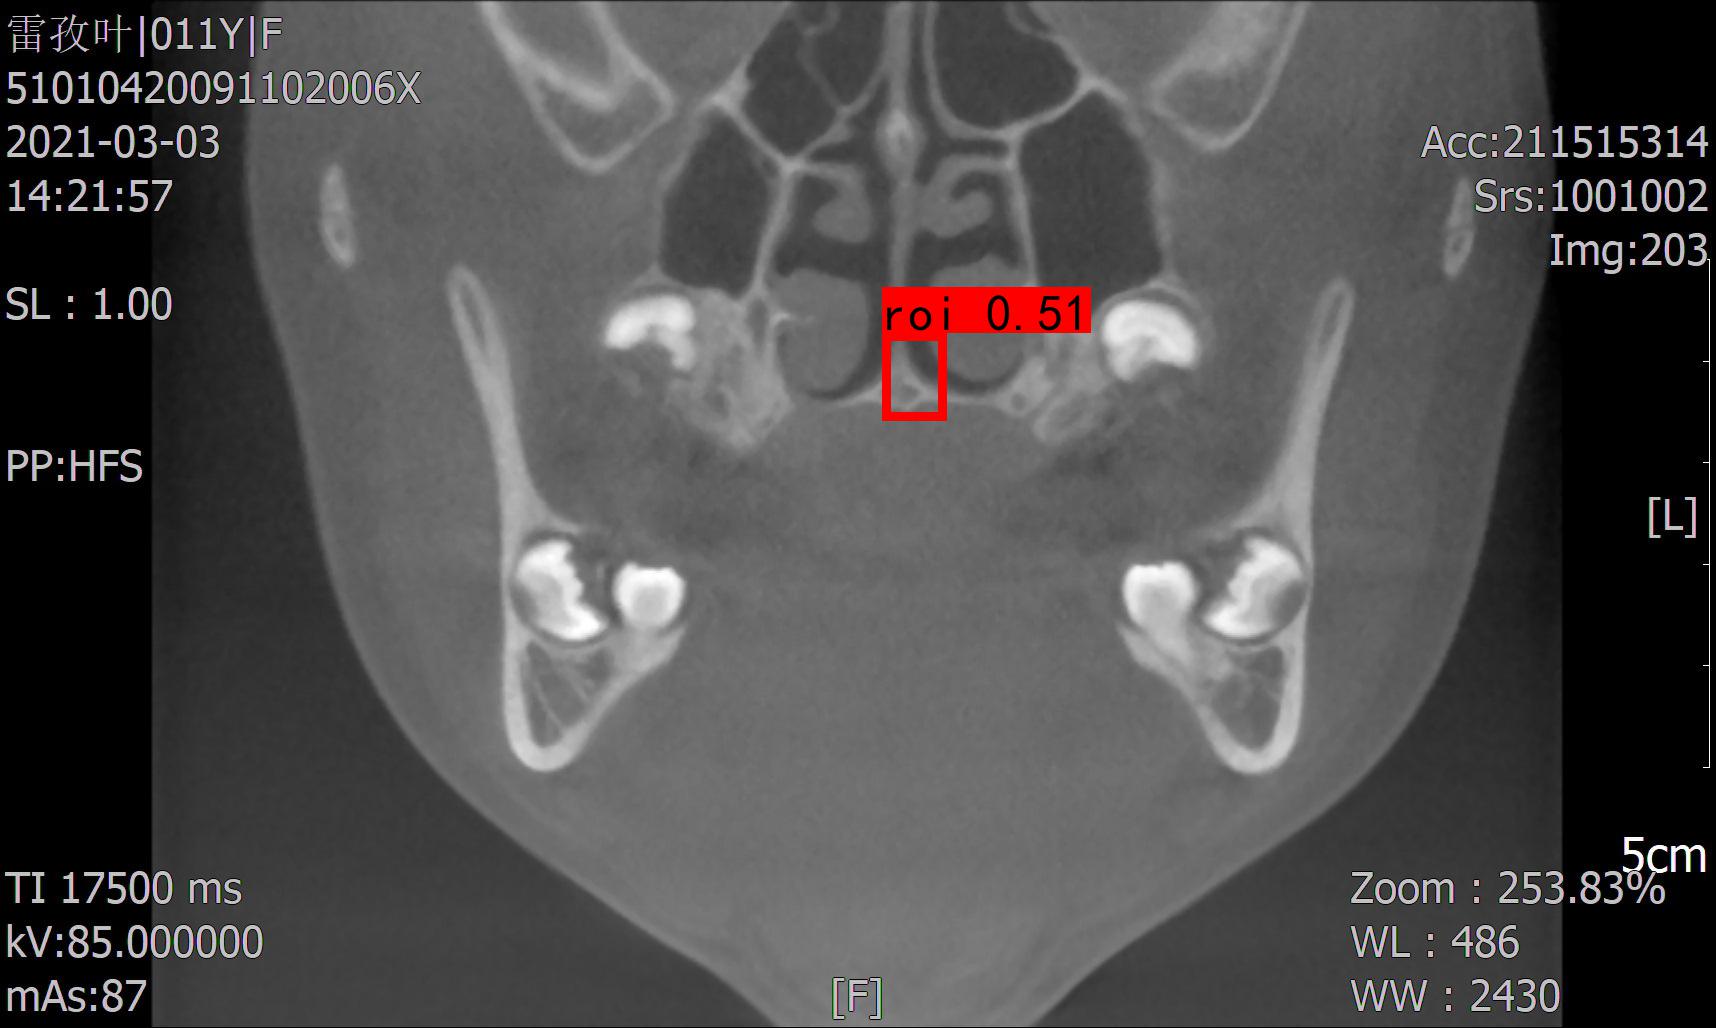 雷孜叶|011Y|F
51010420091102006X
2021-03-03
14:21:57
SL : 1.00
PP:HFS
Acc:211515314
Srs:1001002
Img:203
roi 0.51
[L]
5cm
TI 17500 ms
kV:85.000000
mAs:87
[F]
Zoom : 253.83%
WL : 486
WW : 2430